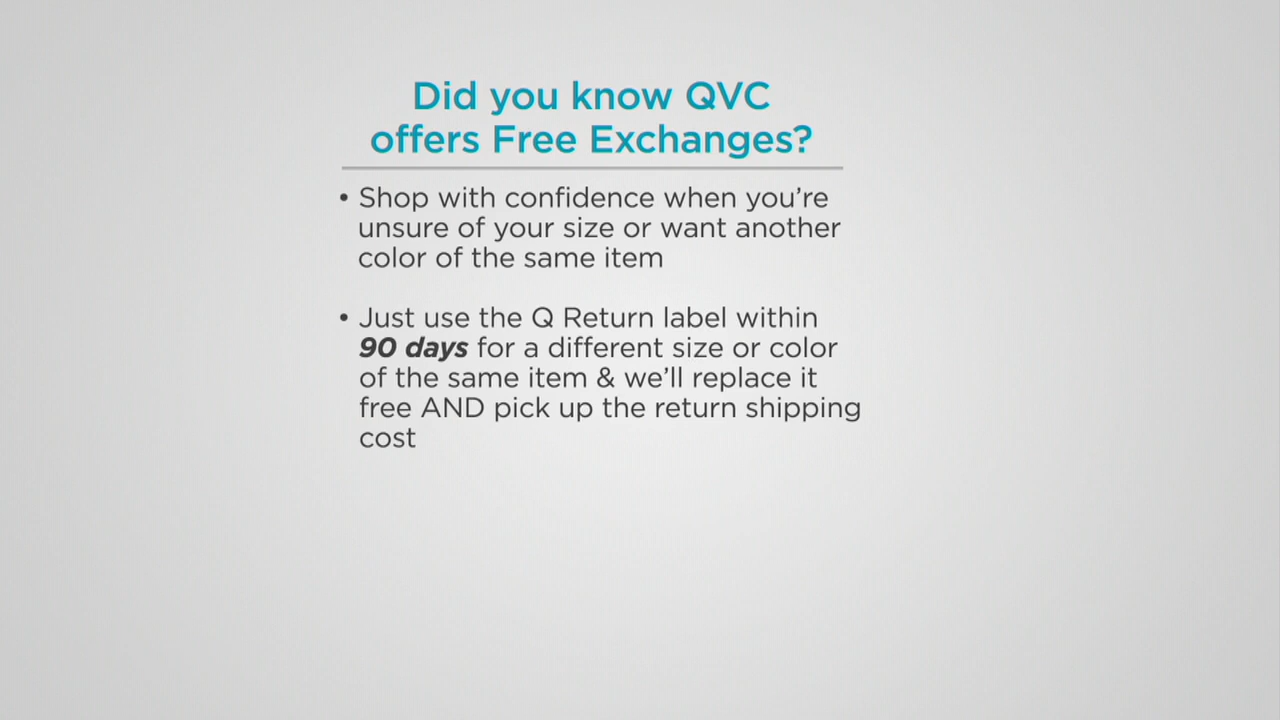 Did you know QVC
offers Free Exchanges?
• Shop with confidence when you're
unsure of your size or want another
color of the same item
• Just use the Q Return label within
90 days for a different size or color
of the same item & we'll replace it
free AND pick up the return shipping
cost